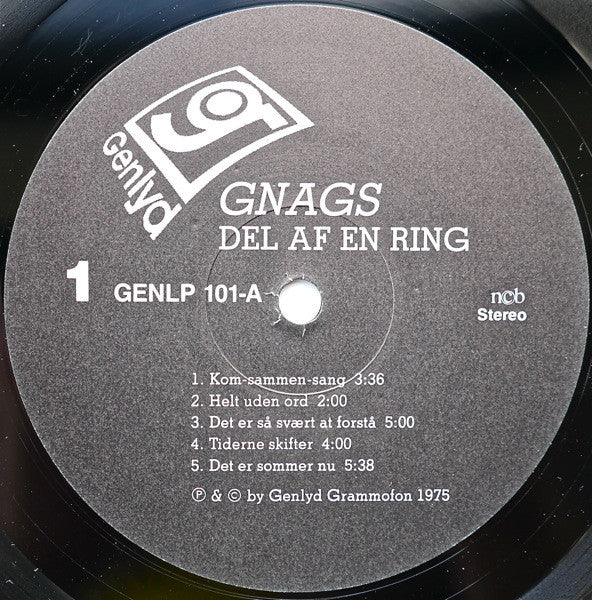 Genlyd
GNAGS
DEL AF EN RING
1 GENLP 101-A
ncb
Stereo
1. Kom-sammen-sang 3:36
2. Helt uden ord 2:00
3. Det er så svært at forstå 5:00
4. Tiderne skifter 4:00
5. Det er sommer nu 5:38
℗ & © by Genlyd Grammofon 1975